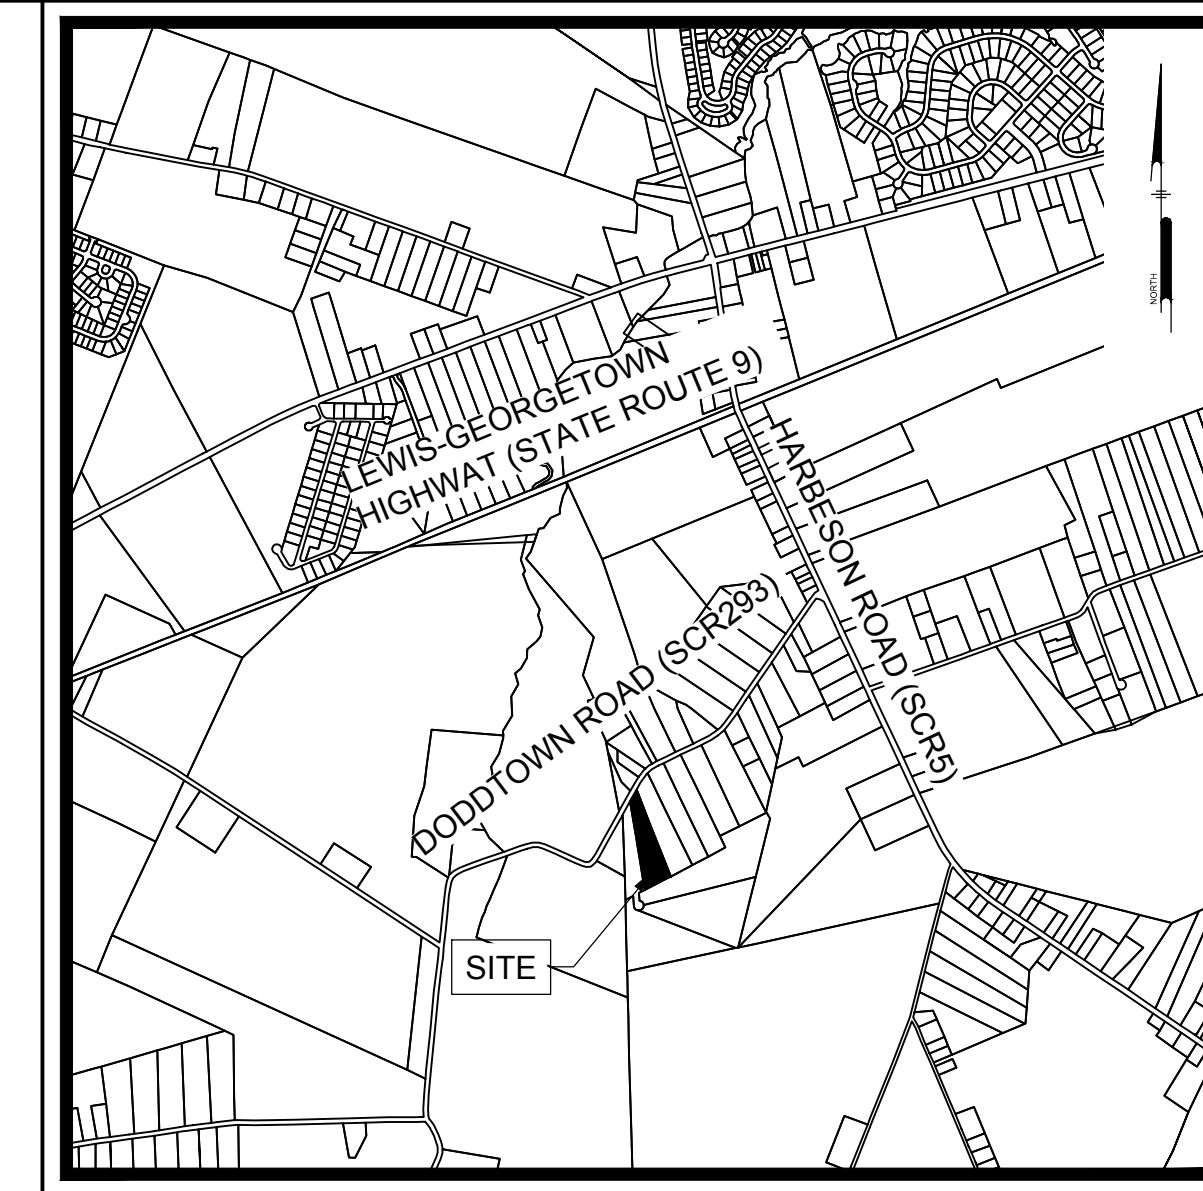 NORTH
LEWIS-GEORGETOWN
HIGHWAT (STATE ROUTE 9)
HARBESON ROAD (SCR5)
DODDTOWN ROAD (SCR293)
SITE